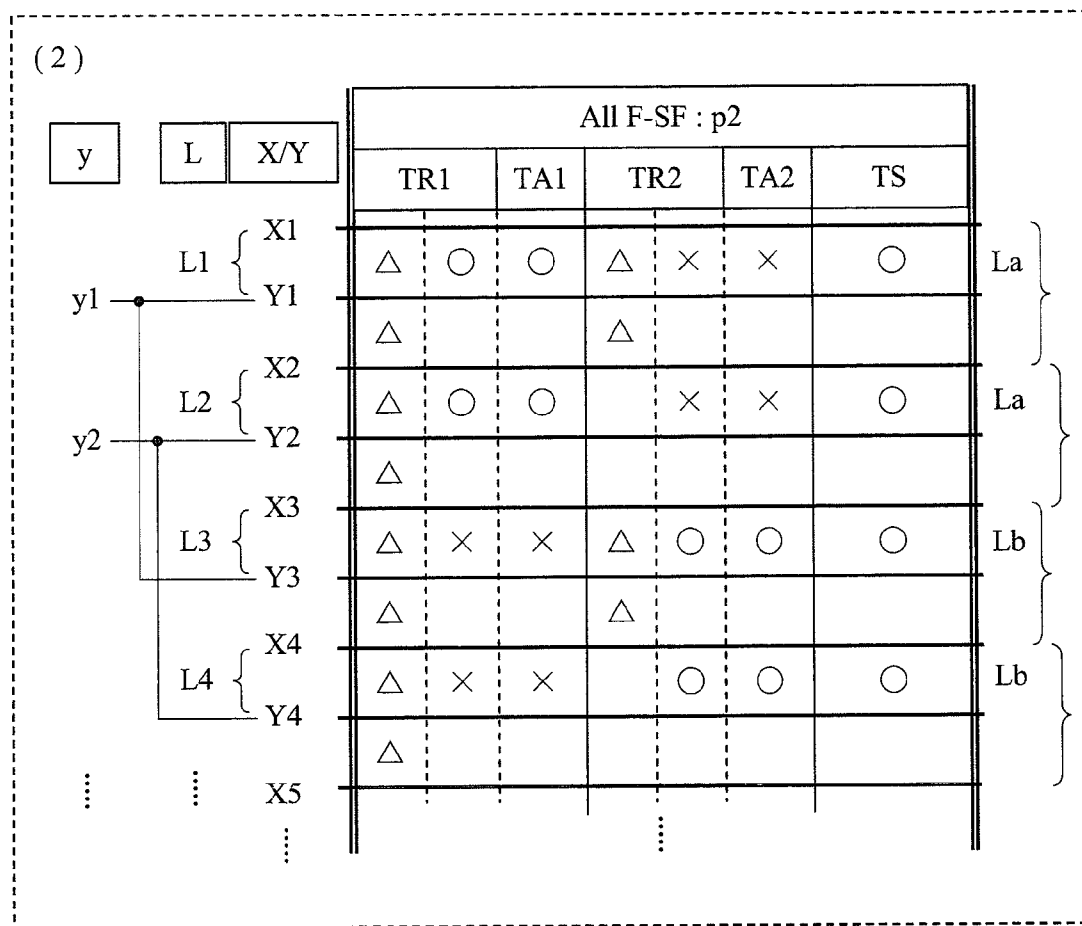 (2)
All F-SF : p2
y L X/Y
TR1 TA1 TR2 TA2 TS
X1
L1 { △ ○ ○ △ × × ○ La
y1 Y1
△ △
X2
L2 { △ ○ ○ × × ○ La
y2 Y2
△
X3
L3 { △ × × △ ○ ○ ○ Lb
Y3
△ △
X4
L4 { △ × × ○ ○ ○ Lb
Y4
△
X5